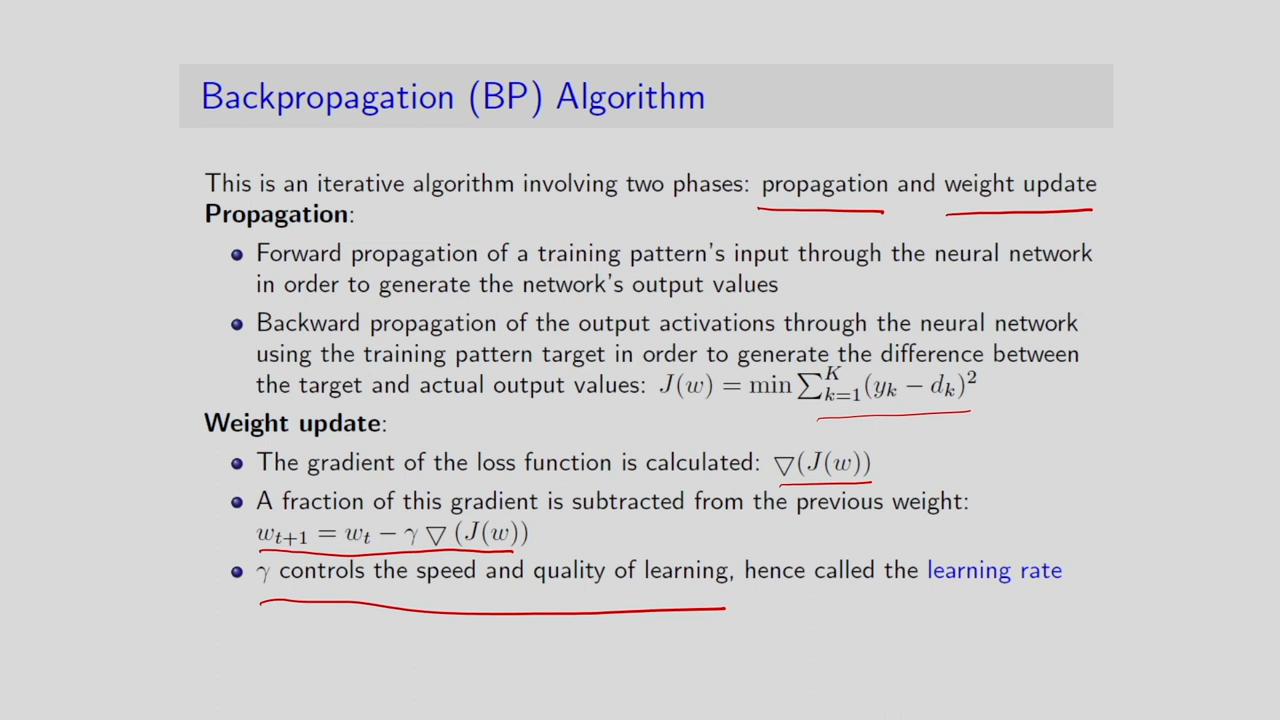 Backpropagation (BP) Algorithm
This is an iterative algorithm involving two phases: propagation and weight update
Propagation:
Forward propagation of a training pattern's input through the neural network
in order to generate the network's output values
Backward propagation of the output activations through the neural network
using the training pattern target in order to generate the difference between
the target and actual output values: J(w) = min ∑_{k=1}^{K} (y_k − d_k)^2
Weight update:
The gradient of the loss function is calculated: ▽(J(w))
A fraction of this gradient is subtracted from the previous weight:
w_{t+1} = w_t − γ ▽ (J(w))
γ controls the speed and quality of learning, hence called the learning rate